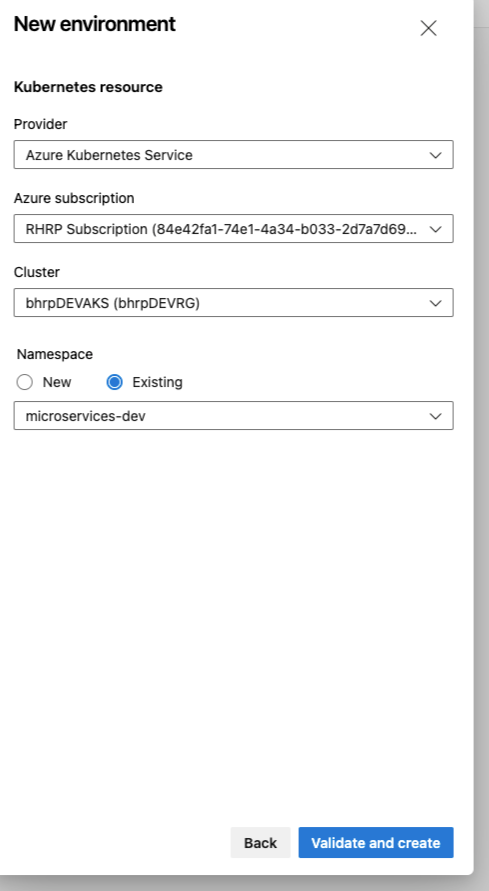 New environment
Kubernetes resource
Provider
Azure Kubernetes Service
Azure subscription
RHRP Subscription (84e42fa1-74e1-4a34-b033-2d7a7d69...
Cluster
bhrpDEVAKS (bhrpDEVRG)
Namespace
New Existing
microservices-dev
Back Validate and create